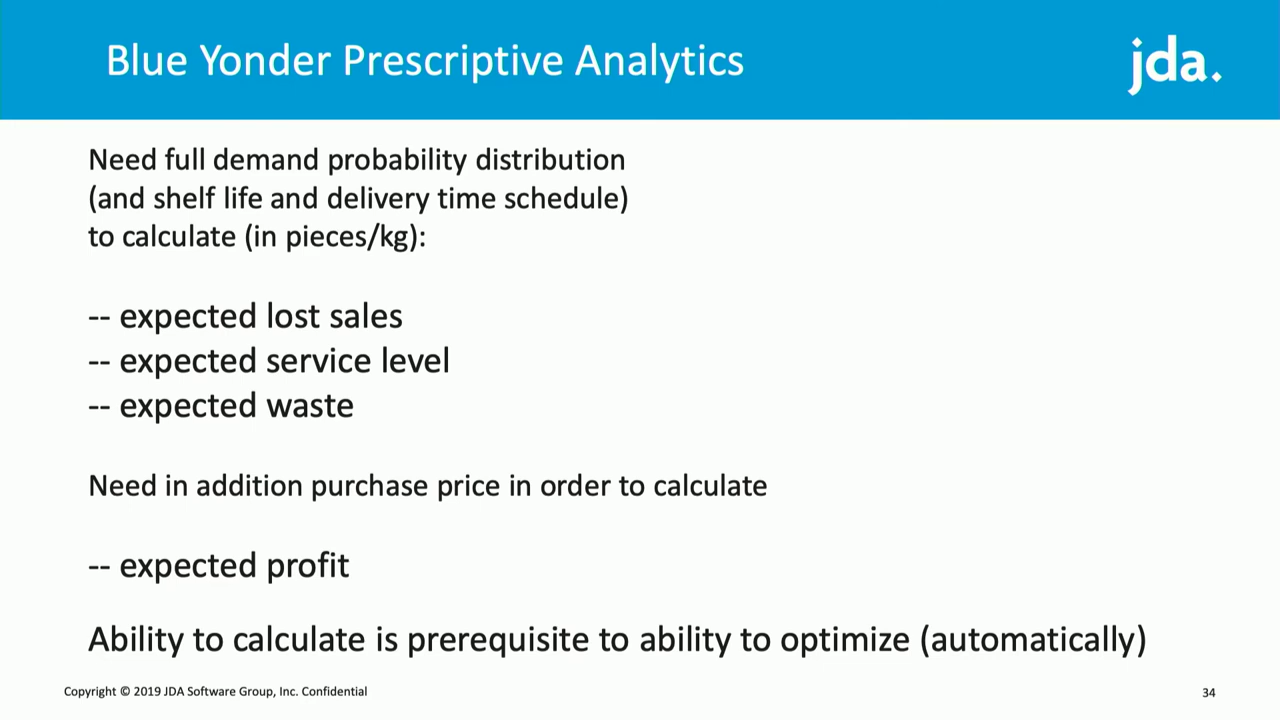 Blue Yonder Prescriptive Analytics
jda.
Need full demand probability distribution
(and shelf life and delivery time schedule)
to calculate (in pieces/kg):
-- expected lost sales
-- expected service level
-- expected waste
Need in addition purchase price in order to calculate
-- expected profit
Ability to calculate is prerequisite to ability to optimize (automatically)
Copyright © 2019 JDA Software Group, Inc. Confidential
34